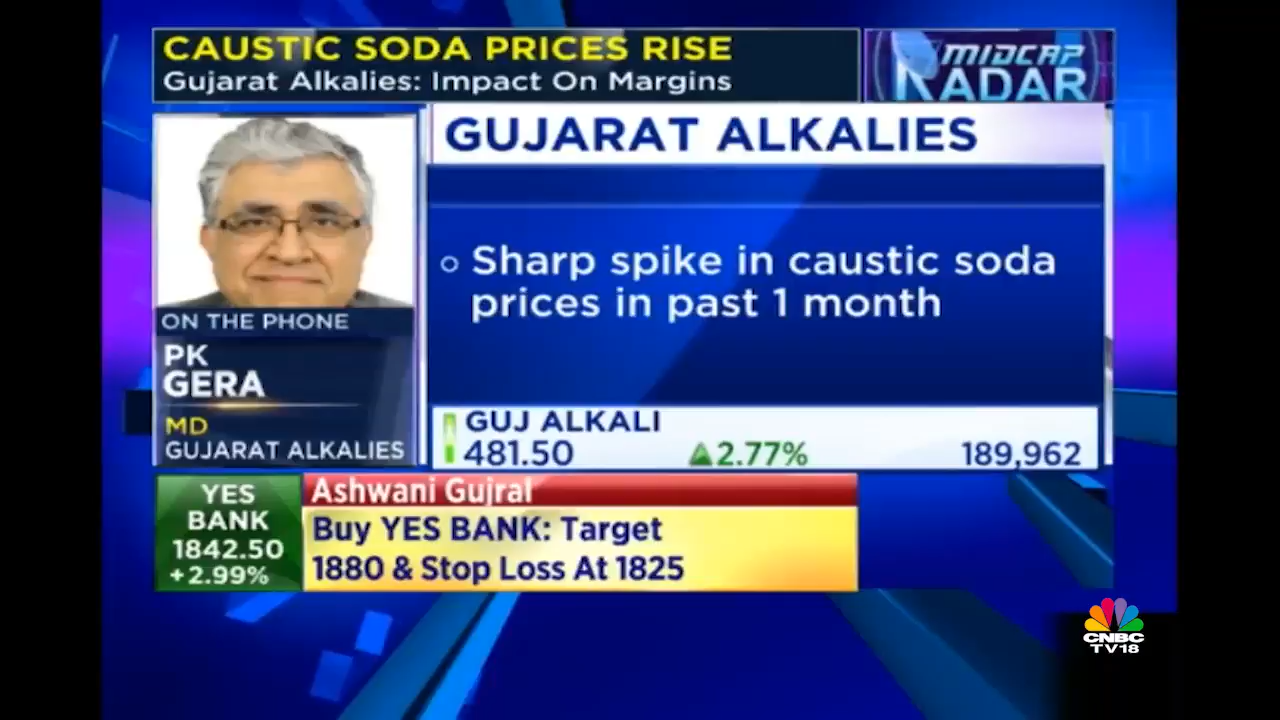 CAUSTIC SODA PRICES RISE
Gujarat Alkalies: Impact On Margins
MIDCAP
RADAR
GUJARAT ALKALIES
Sharp spike in caustic soda
prices in past 1 month
ON THE PHONE
PK
GERA
MD
GUJARAT ALKALIES
GUJ ALKALI
481.50 2.77% 189,962
YES
BANK
1842.50
+2.99%
Ashwani Gujral
Buy YES BANK: Target
1880 & Stop Loss At 1825
CNBC
TV18